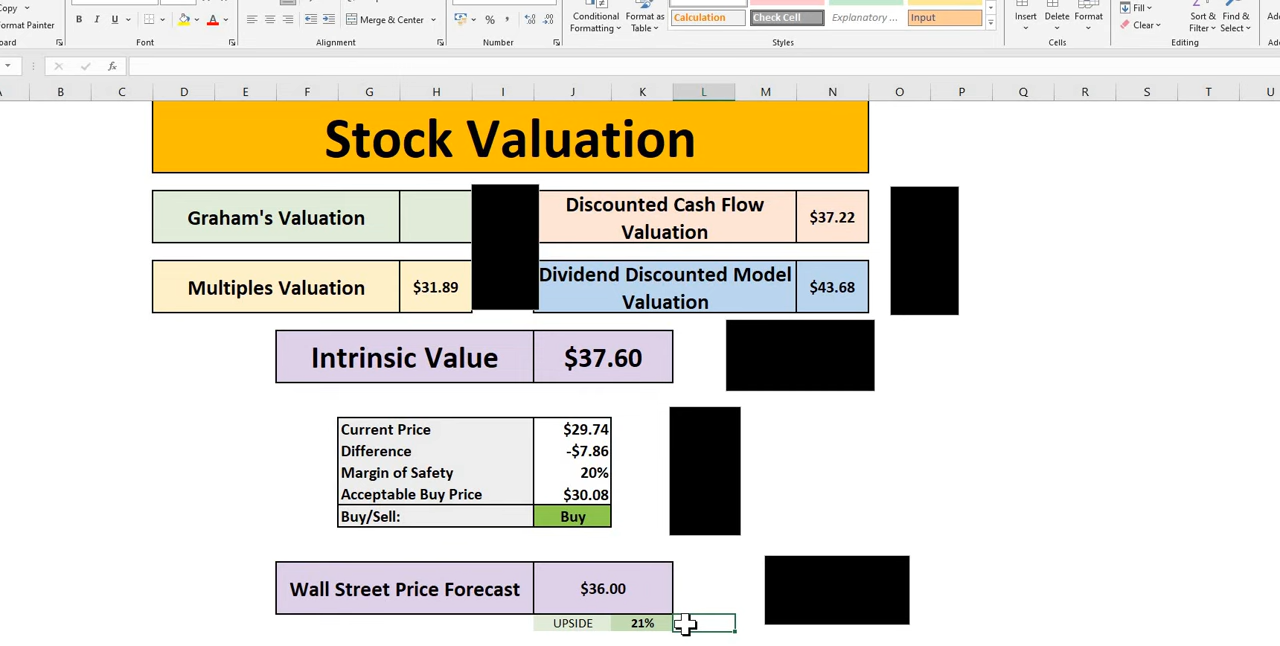 Copy
Format Painter
Merge & Center
Conditional
Formatting
Format as
Table
Calculation
Check Cell
Explanatory ...
Input
Insert
Delete
Format
Fill
Clear
Sort &
Filter
Find &
Select
Font
Alignment
Number
Styles
Cells
Editing
fx
B C D E F G H I J K L M N O P Q R S T U
Stock Valuation
Graham's Valuation
Discounted Cash Flow
Valuation
$37.22
Multiples Valuation
$31.89
Dividend Discounted Model
Valuation
$43.68
Intrinsic Value
$37.60
Current Price $29.74
Difference -$7.86
Margin of Safety 20%
Acceptable Buy Price $30.08
Buy/Sell: Buy
Wall Street Price Forecast
$36.00
UPSIDE 21%